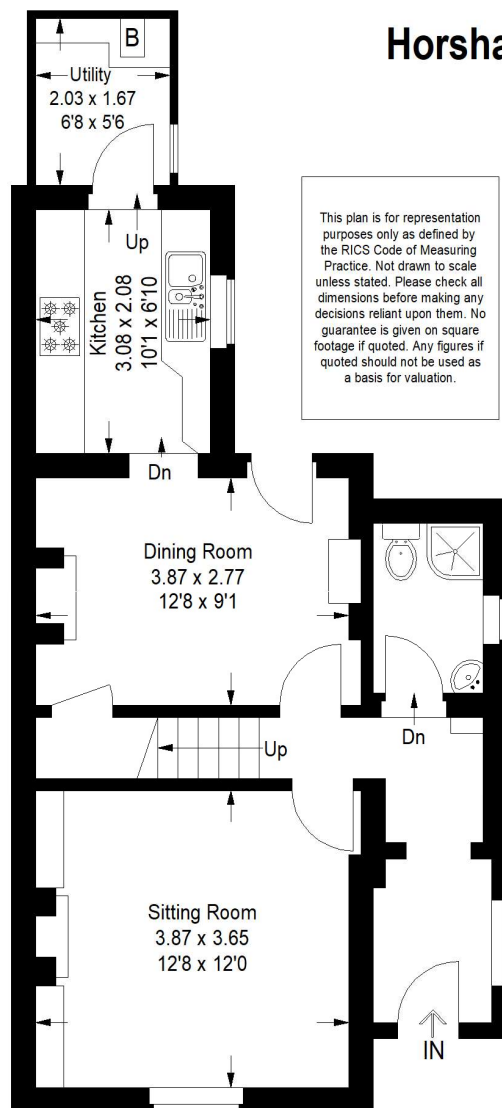 Horsha
B
Utility
2.03 x 1.67
6'8 x 5'6
This plan is for representation
purposes only as defined by
the RICS Code of Measuring
Practice. Not drawn to scale
unless stated. Please check all
dimensions before making any
decisions reliant upon them. No
guarantee is given on square
footage if quoted. Any figures if
quoted should not be used as
a basis for valuation.
Up
Kitchen
3.08 x 2.08
10'1 x 6'10
Dn
Dining Room
3.87 x 2.77
12'8 x 9'1
Up
Dn
Sitting Room
3.87 x 3.65
12'8 x 12'0
IN